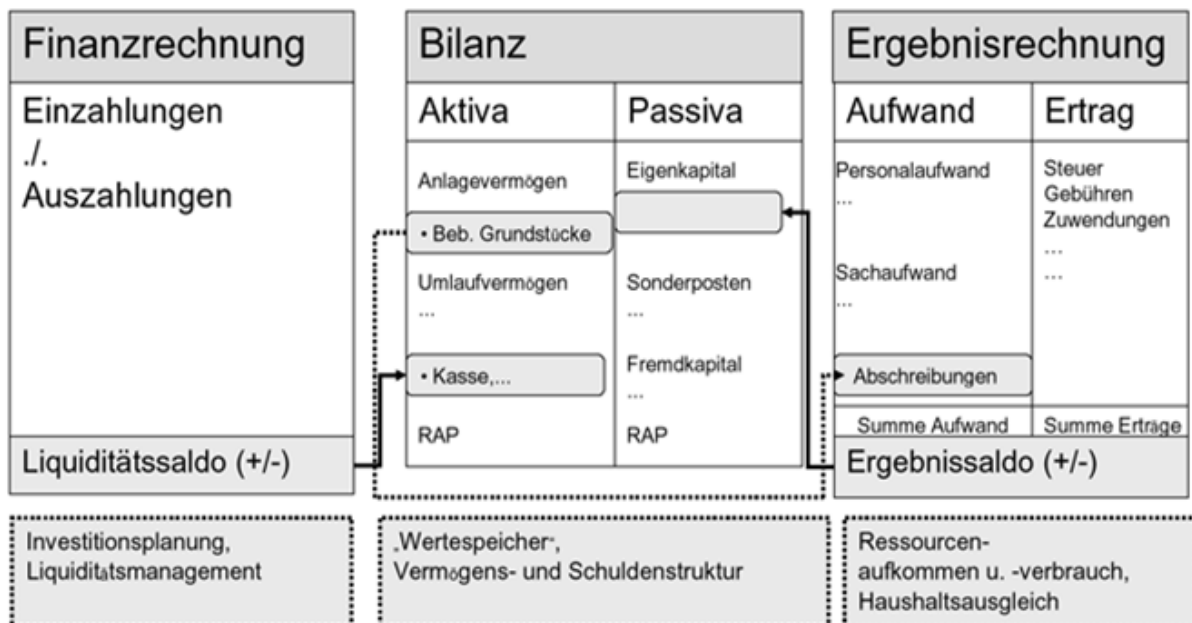 Finanzrechnung
Einzahlungen
./.
Auszahlungen
Liquiditätssaldo (+/-)
Investitionsplanung,
Liquiditätsmanagement
Bilanz
Aktiva
Anlagevermögen
• Beb. Grundstücke
Umlaufvermögen
...
• Kasse,...
RAP
Passiva
Eigenkapital
Sonderposten
...
Fremdkapital
...
RAP
„Wertespeicher“,
Vermögens- und Schuldenstruktur
Ergebnisrechnung
Aufwand
Personalaufwand
...
Sachaufwand
...
Abschreibungen
Summe Aufwand
Ertrag
Steuer
Gebühren
Zuwendungen
...
...
Summe Erträge
Ergebnissaldo (+/-)
Ressourcen-
aufkommen u. -verbrauch,
Haushaltsausgleich